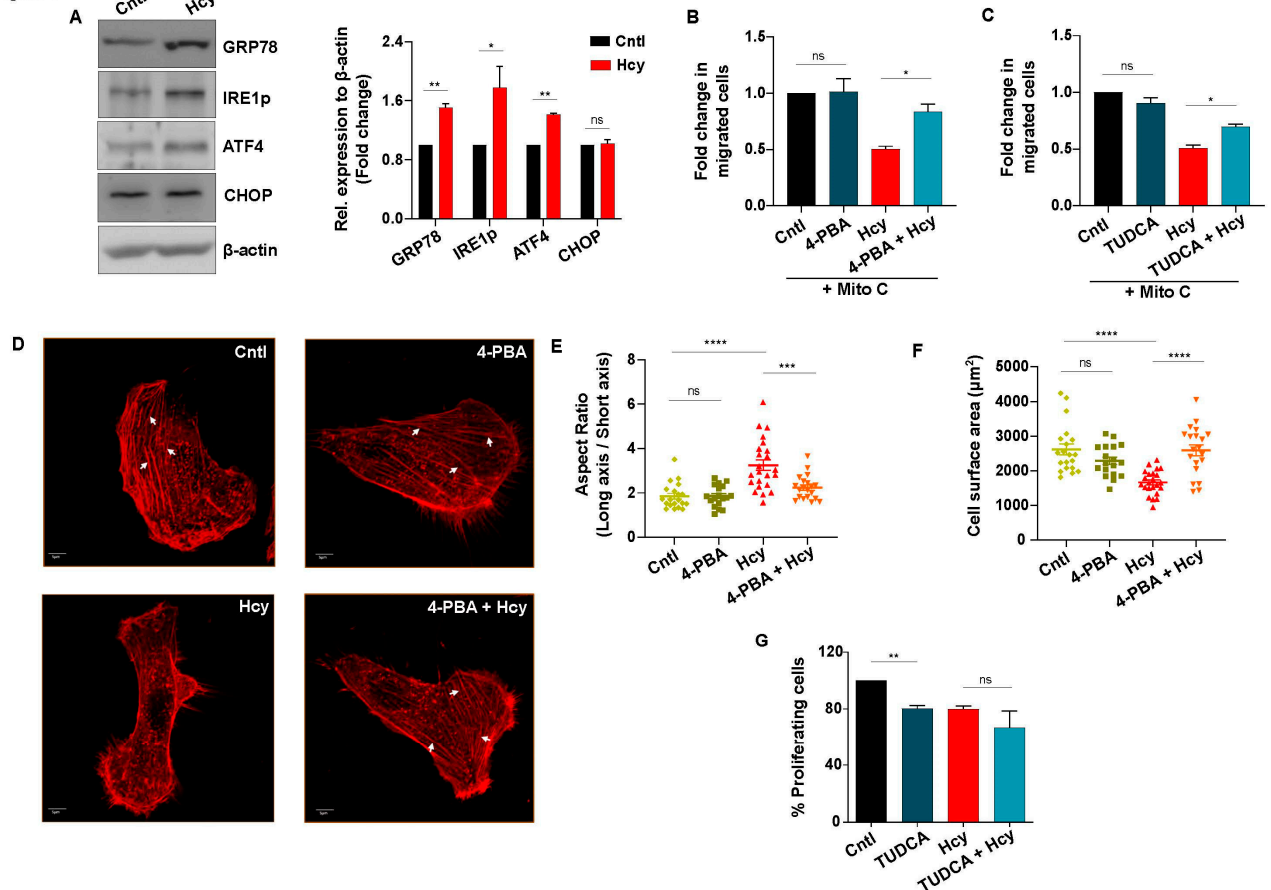 A
Cntl
Hcy
GRP78
IRE1p
ATF4
CHOP
β-actin
Rel. expression to β-actin
(Fold change)
2.4
1.6
0.8
0.0
**
*
**
ns
Cntl
Hcy
GRP78
IRE1p
ATF4
CHOP
B
Fold change in
migrated cells
1.5
1.0
0.5
0.0
ns
*
Cntl
4-PBA
Hcy
4-PBA + Hcy
+ Mito C
C
Fold change in
migrated cells
1.5
1.0
0.5
0.0
ns
*
Cntl
TUDCA
Hcy
TUDCA + Hcy
+ Mito C
D
Cntl
5μm
4-PBA
5μm
Hcy
5μm
4-PBA + Hcy
5μm
E
Aspect Ratio
(Long axis / Short axis)
8
6
4
2
0
****
***
ns
Cntl
4-PBA
Hcy
4-PBA + Hcy
F
Cell surface area (μm²)
5000
4000
3000
2000
1000
0
****
ns
****
Cntl
4-PBA
Hcy
4-PBA + Hcy
G
% Proliferating cells
120
80
40
0
**
ns
Cntl
TUDCA
Hcy
TUDCA + Hcy